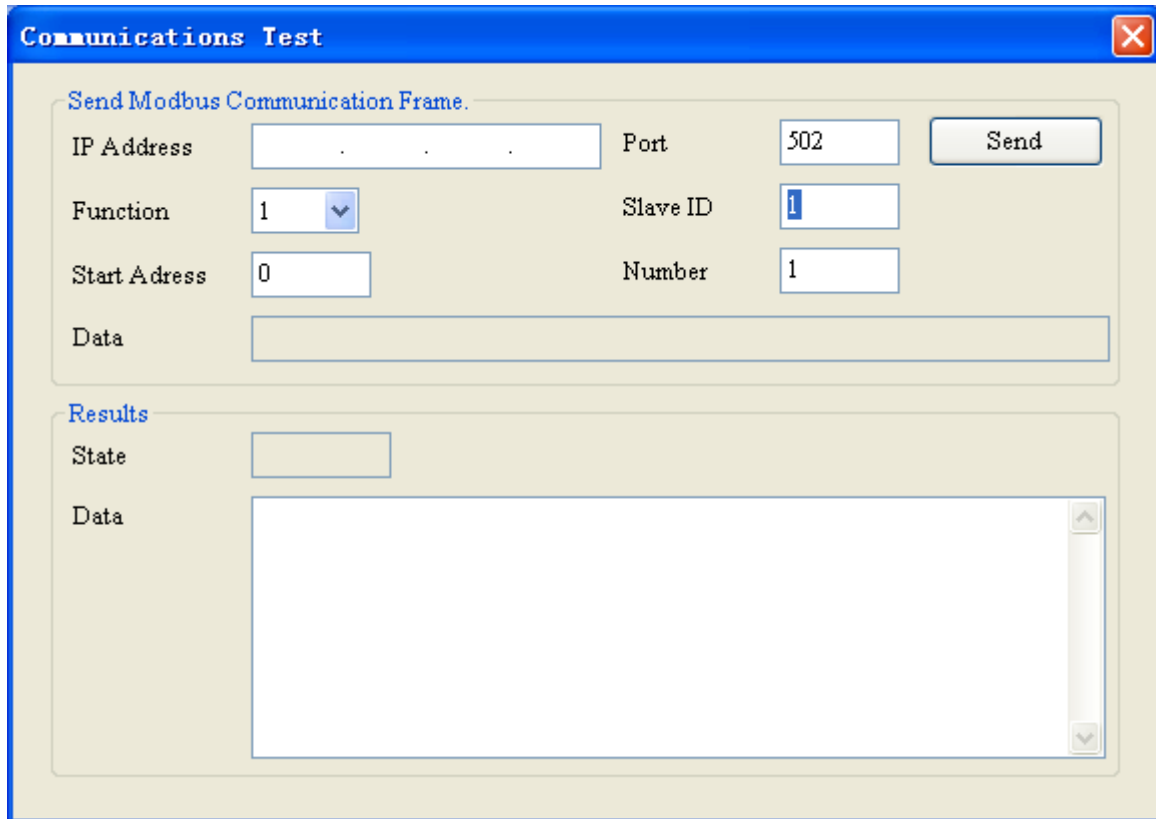 Communications Test
Send Modbus Communication Frame.
IP Address . . . Port 502 Send
Function 1 Slave ID 1
Start Adress 0 Number 1
Data
Results
State
Data